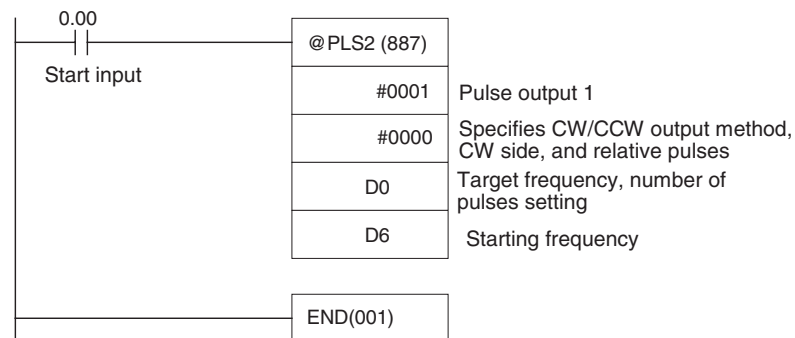 0.00
Start input
@PLS2 (887)
#0001
Pulse output 1
#0000
Specifies CW/CCW output method,
CW side, and relative pulses
D0
Target frequency, number of
pulses setting
D6
Starting frequency
END(001)